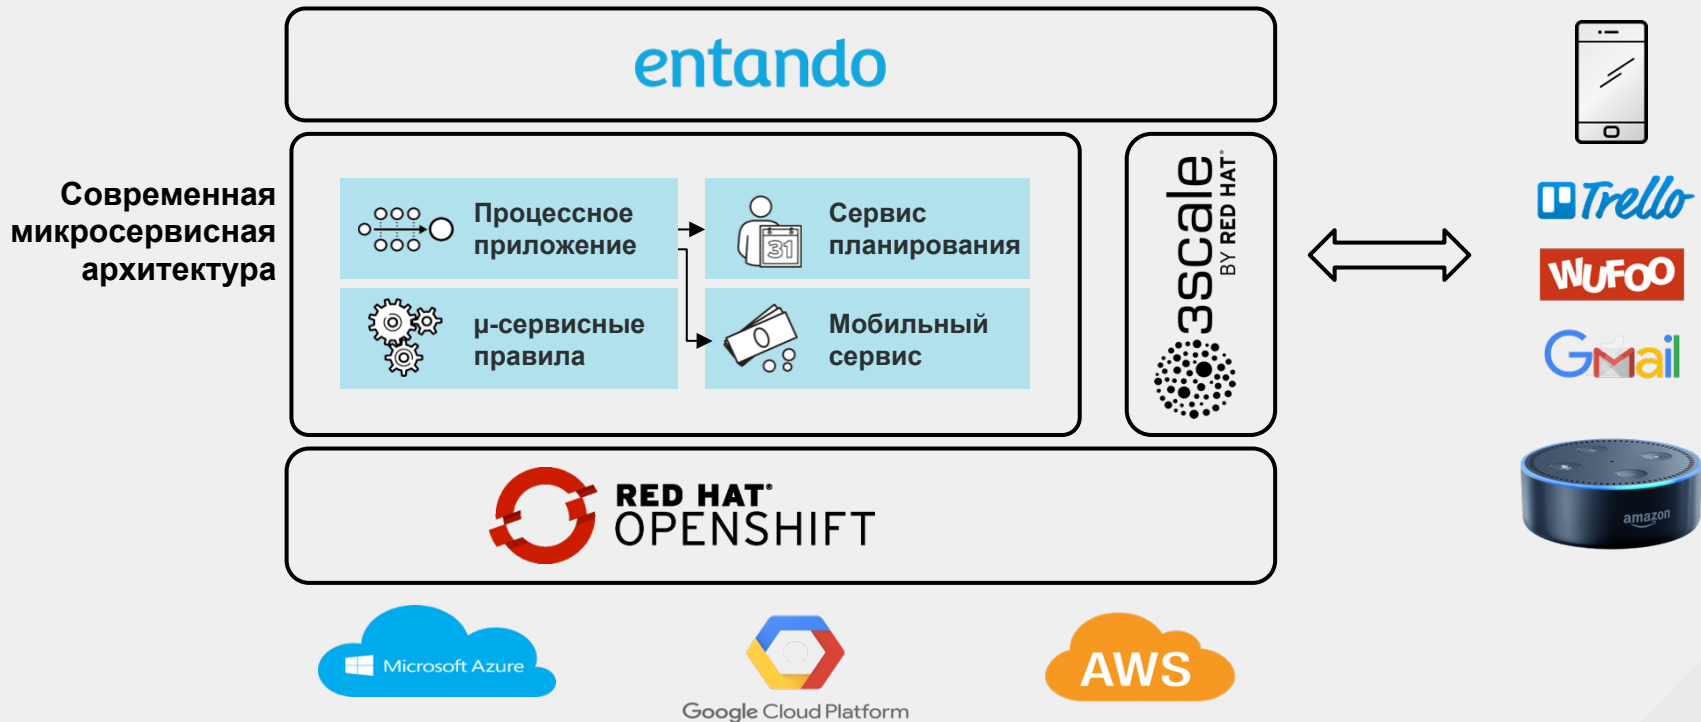 entando
Современная
микросервисная
архитектура
Процессное
приложение
Сервис
планирования
31
µ-сервисные
правила
Мобильный
сервис
3scale
BY RED HAT®
Trello
WUFOO
GMail
amazon
RED HAT®
OPENSHIFT
Microsoft Azure
Google Cloud Platform
AWS